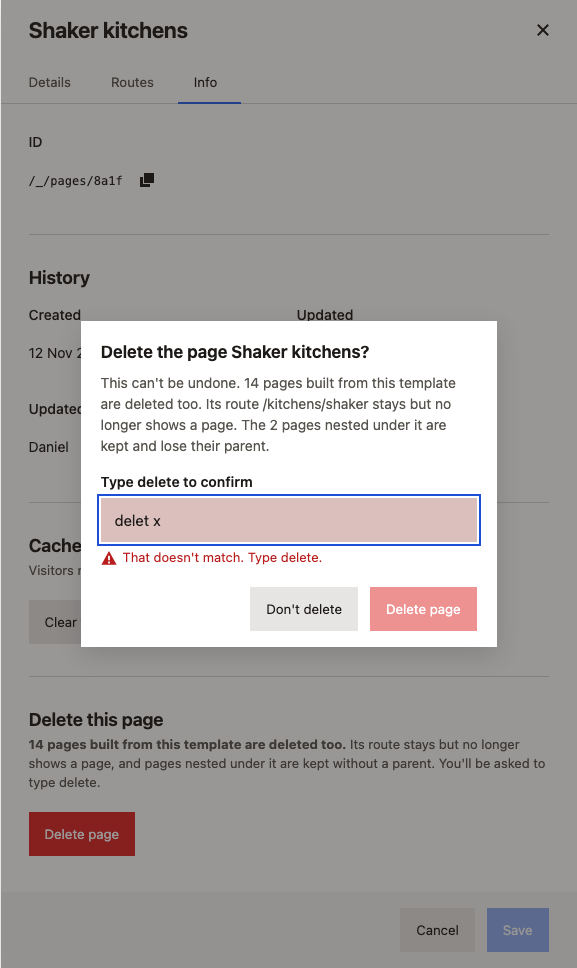 Shaker kitchens
Details Routes Info
ID
/_/pages/8a1f
History
Created Updated
12 Nov 2
Updated
Daniel
Cache
Visitors
Clear
Delete the page Shaker kitchens?
This can't be undone. 14 pages built from this template
are deleted too. Its route /kitchens/shaker stays but no
longer shows a page. The 2 pages nested under it are
kept and lose their parent.
Type delete to confirm
delet x
That doesn't match. Type delete.
Don't delete Delete page
Delete this page
14 pages built from this template are deleted too. Its route stays but no longer
shows a page, and pages nested under it are kept without a parent. You'll be asked to
type delete.
Delete page
Cancel Save